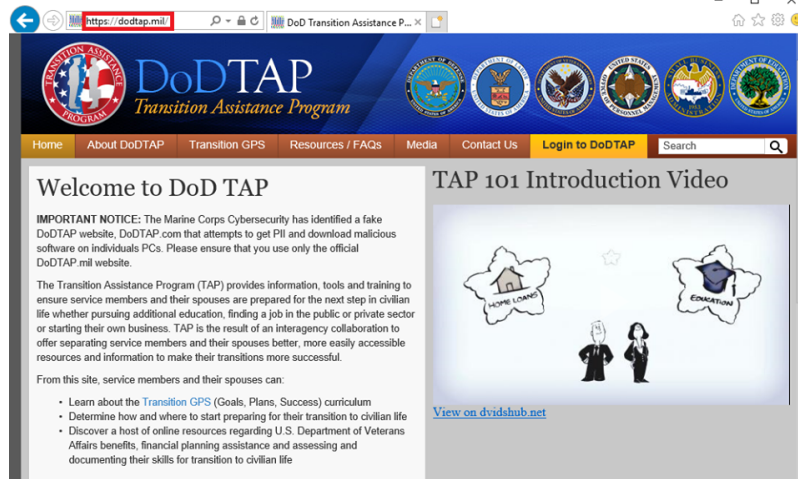 https://dodtap.mil/
DoD Transition Assistance P...
TRANSITION ASSISTANCE
PROGRAM
DoDTAP
Transition Assistance Program
Home About DoDTAP Transition GPS Resources / FAQs Media Contact Us Login to DoDTAP Search
Welcome to DoD TAP
IMPORTANT NOTICE: The Marine Corps Cybersecurity has identified a fake
DoDTAP website, DoDTAP.com that attempts to get PII and download malicious
software on individuals PCs. Please ensure that you use only the official
DoDTAP.mil website.
The Transition Assistance Program (TAP) provides information, tools and training to
ensure service members and their spouses are prepared for the next step in civilian
life whether pursuing additional education, finding a job in the public or private sector
or starting their own business. TAP is the result of an interagency collaboration to
offer separating service members and their spouses better, more easily accessible
resources and information to make their transitions more successful.
From this site, service members and their spouses can:
• Learn about the Transition GPS (Goals, Plans, Success) curriculum
• Determine how and where to start preparing for their transition to civilian life
• Discover a host of online resources regarding U.S. Department of Veterans
Affairs benefits, financial planning assistance and assessing and
documenting their skills for transition to civilian life
TAP 101 Introduction Video
HOME LOANS
EDUCATION
View on dvidshub.net